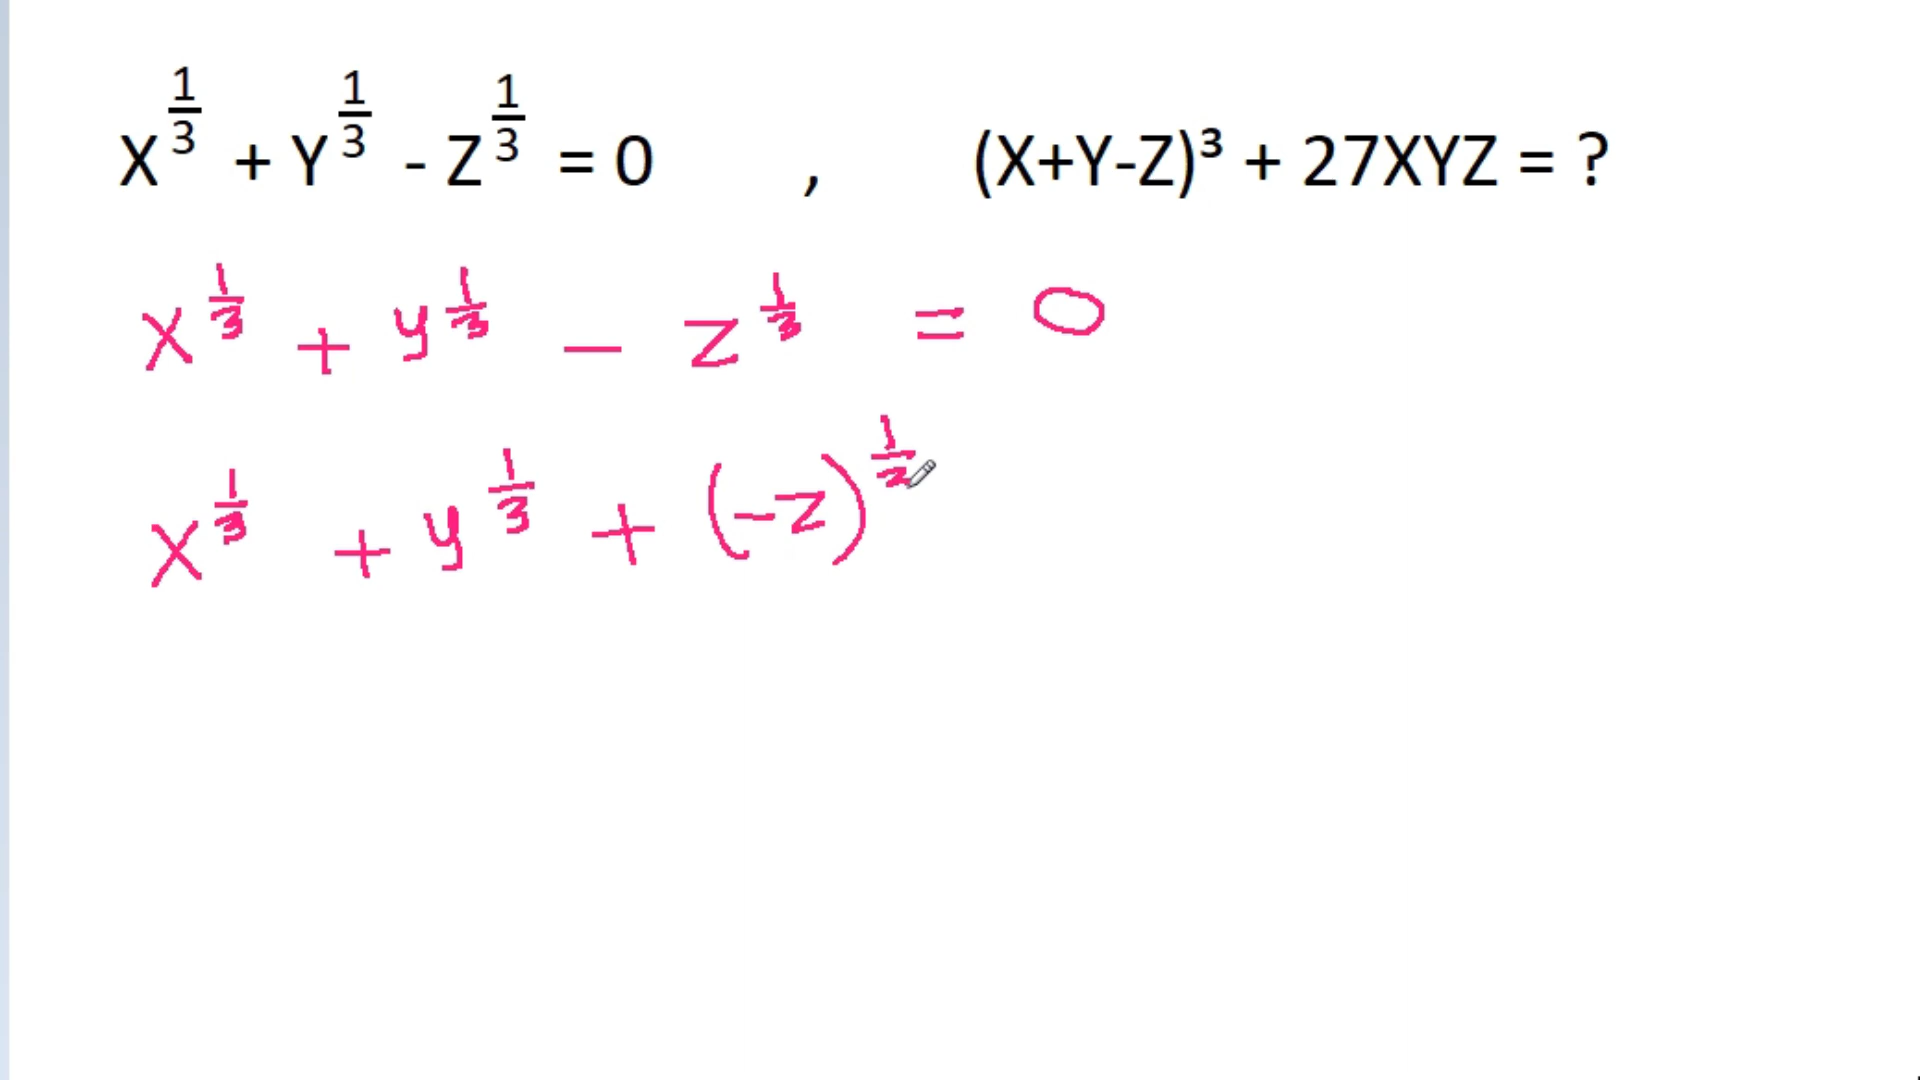 X^(1/3) + Y^(1/3) - Z^(1/3) = 0 , (X+Y-Z)³ + 27XYZ = ?
x^(1/3) + y^(1/3) - z^(1/3) = 0
x^(1/3) + y^(1/3) + (-z)^(1/3)